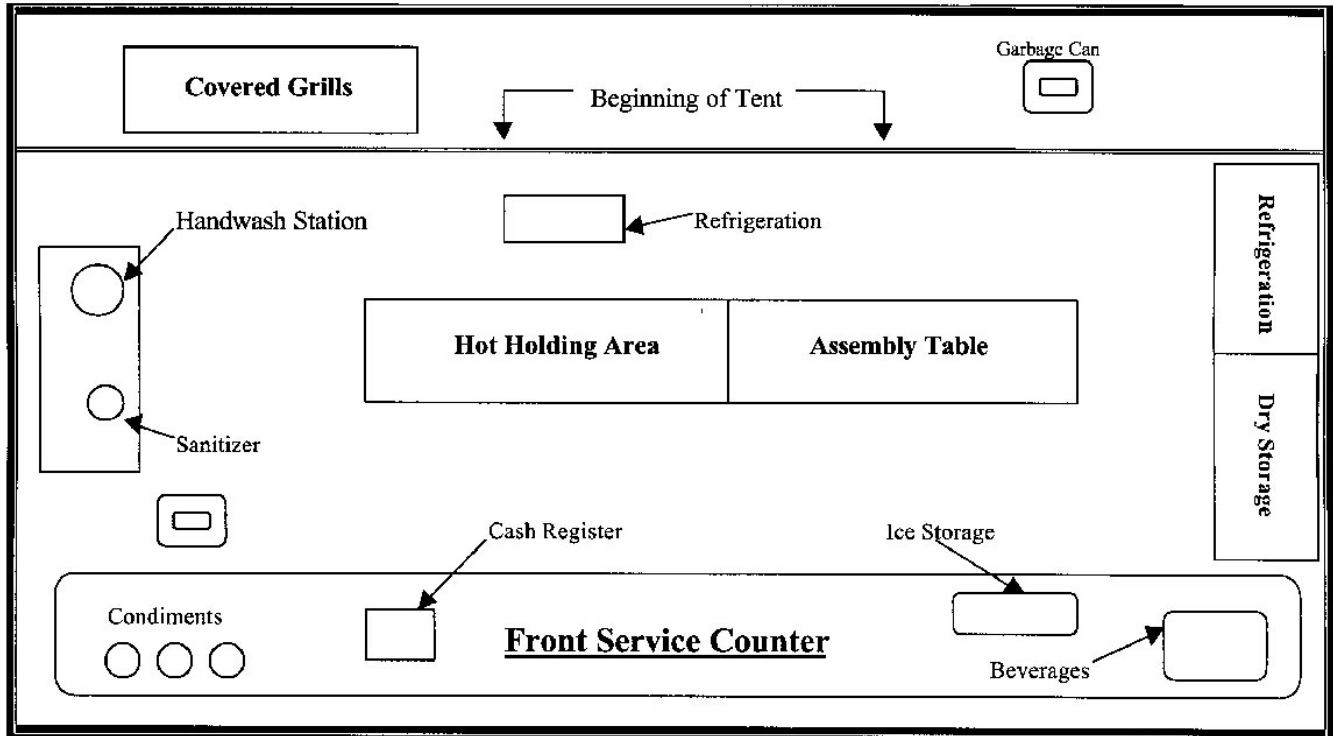 Garbage Can
Covered Grills
Beginning of Tent
Handwash Station
Refrigeration
Refrigeration
Hot Holding Area
Assembly Table
Dry Storage
Sanitizer
Cash Register
Ice Storage
Condiments
Front Service Counter
Beverages